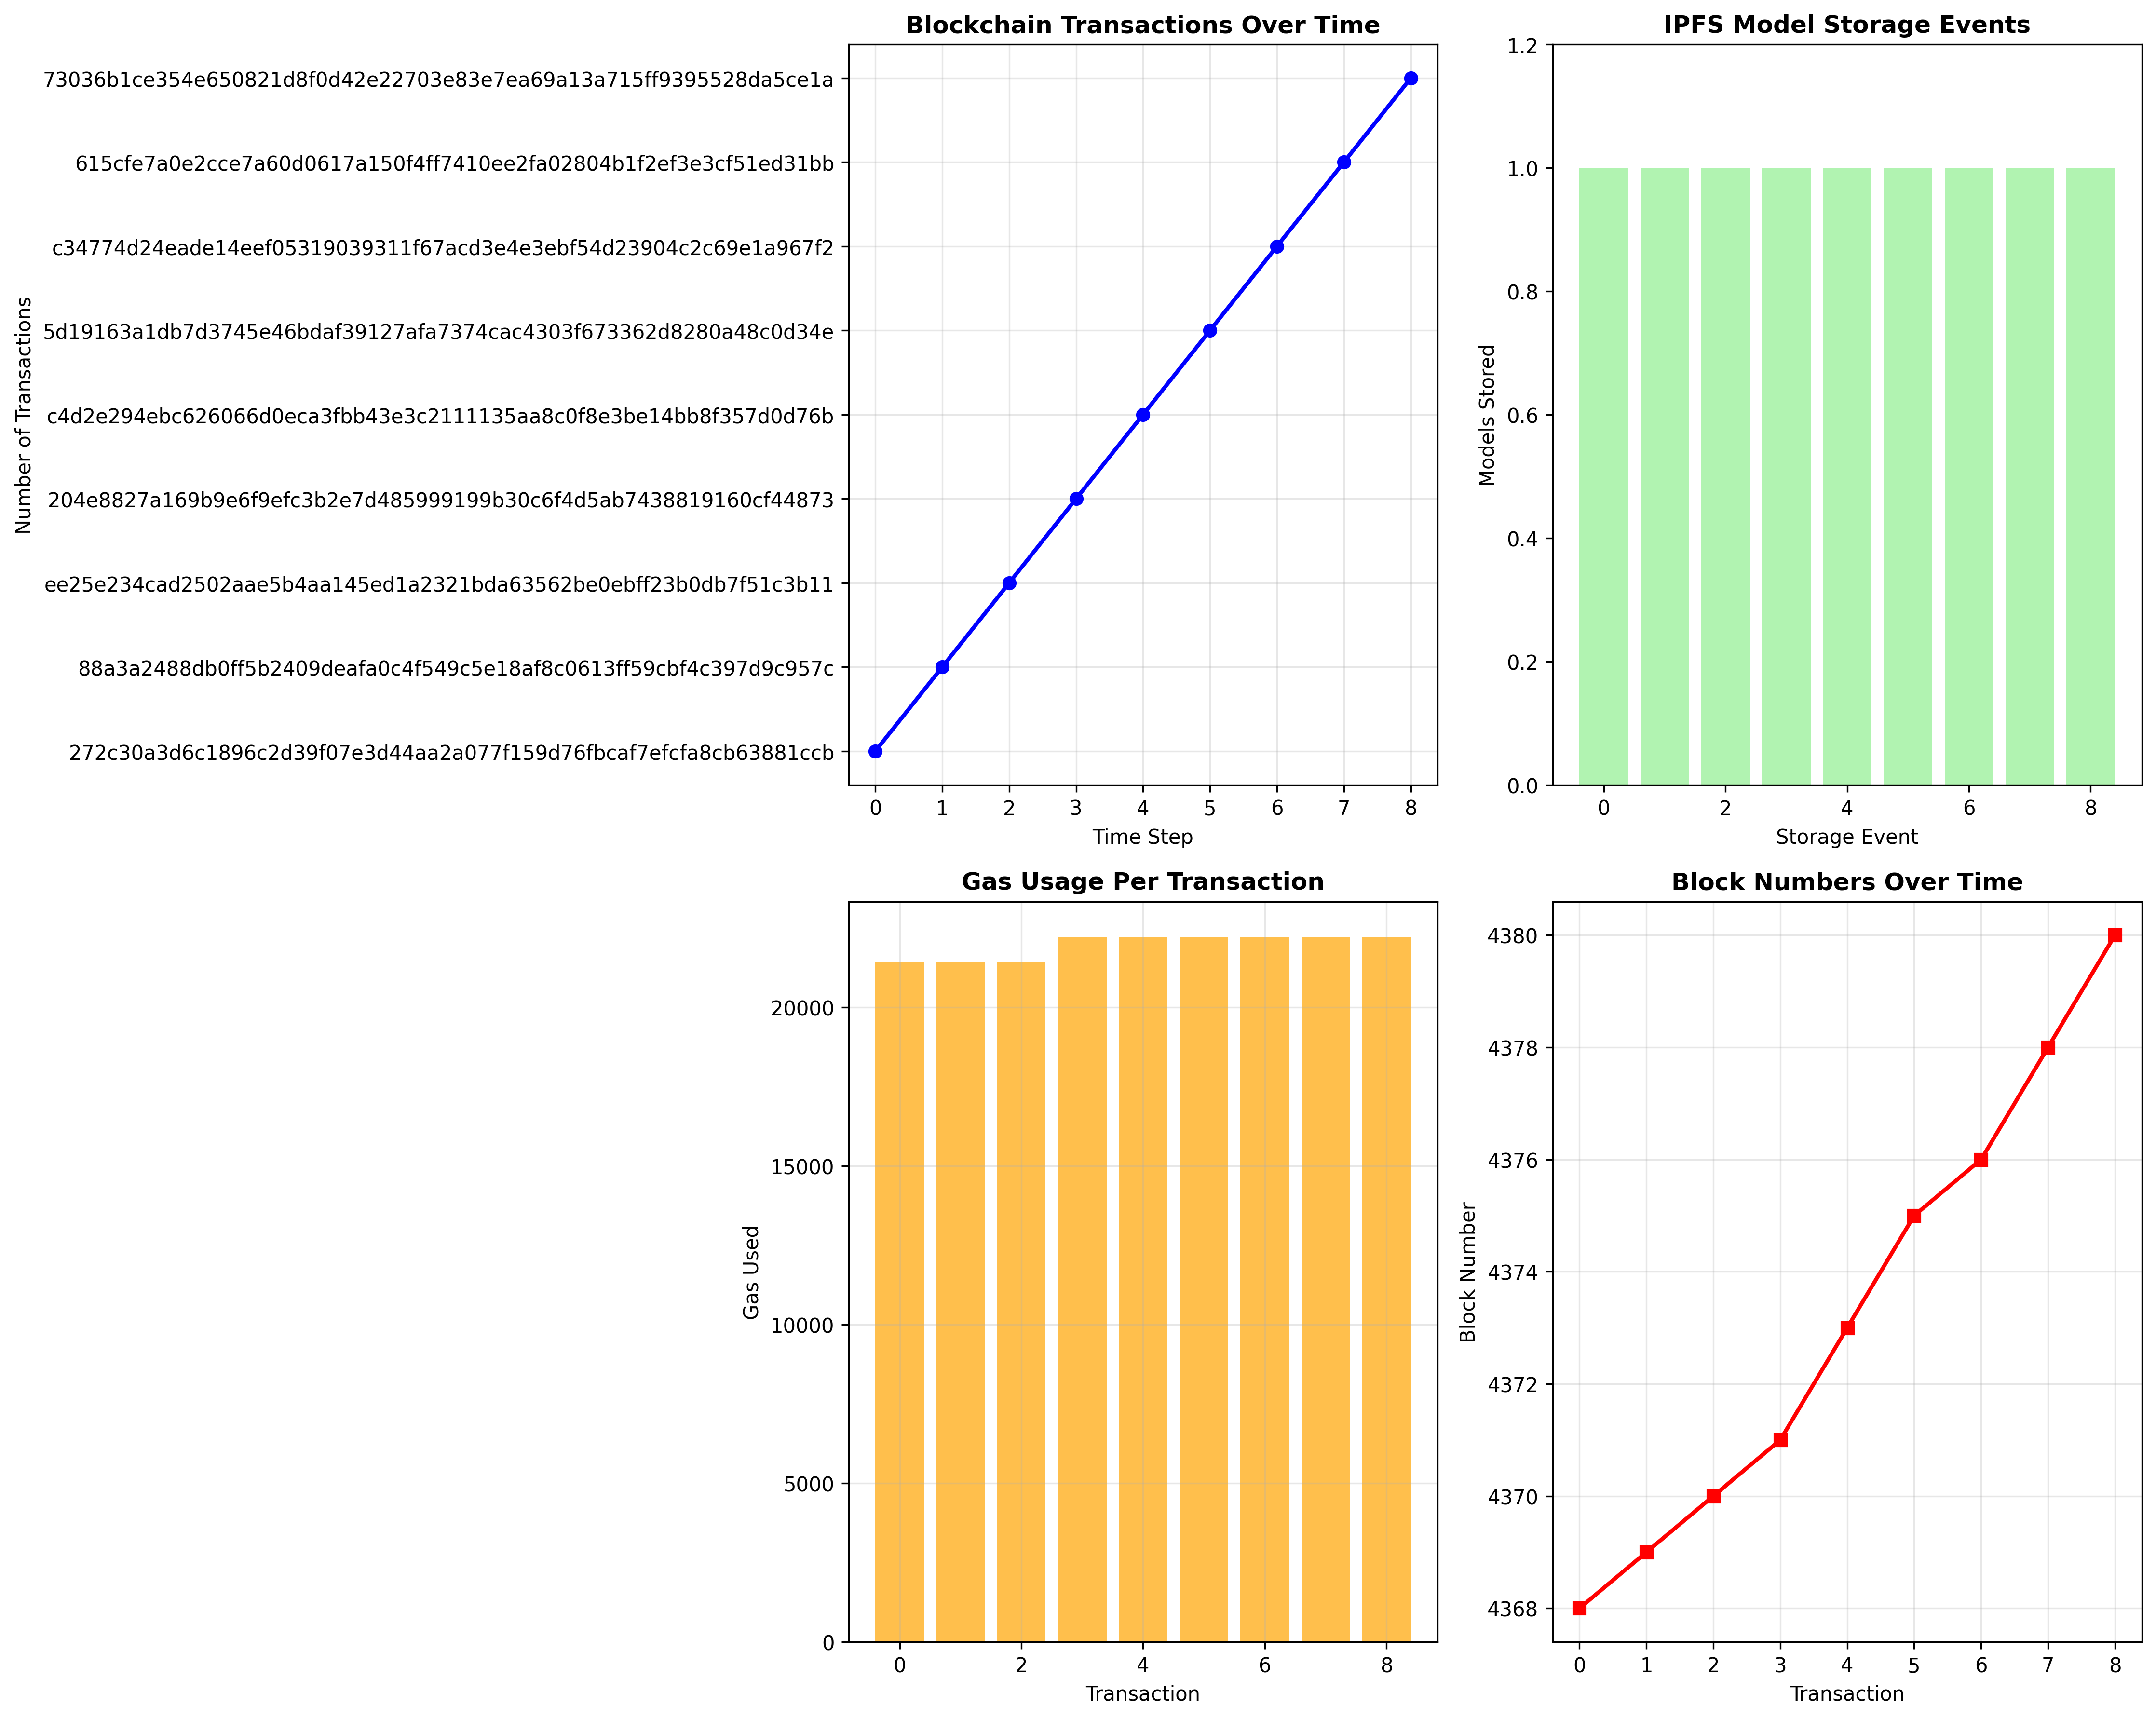 Blockchain Transactions Over Time
Number of Transactions
73036b1ce354e650821d8f0d42e22703e83e7ea69a13a715ff9395528da5ce1a
615cfe7a0e2cce7a60d0617a150f4ff7410ee2fa02804b1f2ef3e3cf51ed31bb
c34774d24eade14eef05319039311f67acd3e4e3ebf54d23904c2c69e1a967f2
5d19163a1db7d3745e46bdaf39127afa7374cac4303f673362d8280a48c0d34e
c4d2e294ebc626066d0eca3fbb43e3c2111135aa8c0f8e3be14bb8f357d0d76b
204e8827a169b9e6f9efc3b2e7d485999199b30c6f4d5ab7438819160cf44873
ee25e234cad2502aae5b4aa145ed1a2321bda63562be0ebff23b0db7f51c3b11
88a3a2488db0ff5b2409deafa0c4f549c5e18af8c0613ff59cbf4c397d9c957c
272c30a3d6c1896c2d39f07e3d44aa2a077f159d76fbcaf7efcfa8cb63881ccb
0 1 2 3 4 5 6 7 8
Time Step
IPFS Model Storage Events
Models Stored
1.2
1.0
0.8
0.6
0.4
0.2
0.0
0 2 4 6 8
Storage Event
Gas Usage Per Transaction
Gas Used
20000
15000
10000
5000
0
0 2 4 6 8
Transaction
Block Numbers Over Time
Block Number
4380
4378
4376
4374
4372
4370
4368
0 1 2 3 4 5 6 7 8
Transaction